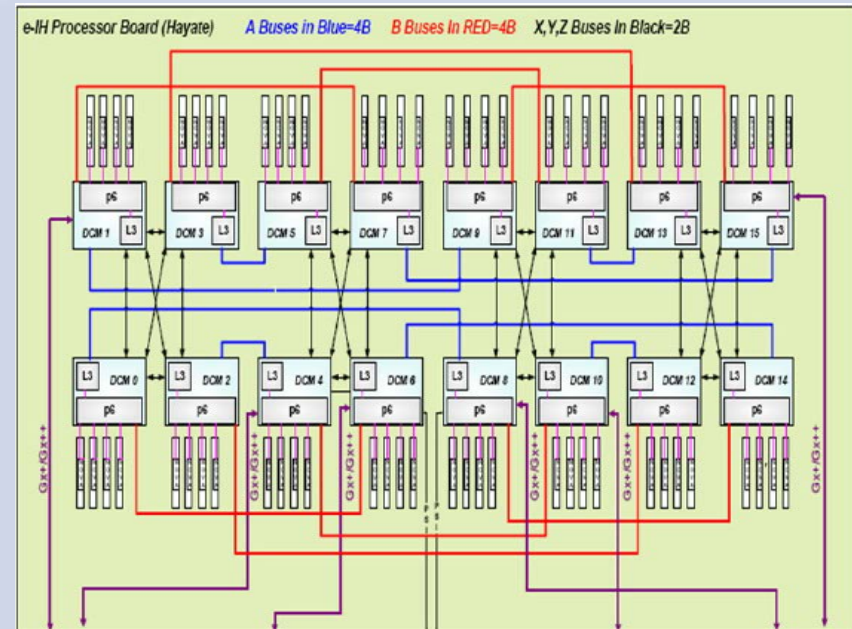 e-IH Processor Board (Hayate) A Buses in Blue=4B B Buses In RED=4B X,Y,Z Buses In Black=2B
p6 p6 p6 p6 p6 p6 p6 p6
L3 L3 L3 L3 L3 L3 L3 L3
DCM 1 DCM 3 DCM 5 DCM 7 DCM 9 DCM 11 DCM 13 DCM 15
L3 DCM 0 L3 DCM 2 L3 DCM 4 L3 DCM 6 L3 DCM 8 L3 DCM 10 L3 DCM 12 L3 DCM 14
p6 p6 p6 p6 p6 p6 p6 p6
Gx+/Gx++ Gx+/Gx++ Gx+/Gx++ Gx+/Gx++ Gx+/Gx++ Gx+/Gx++